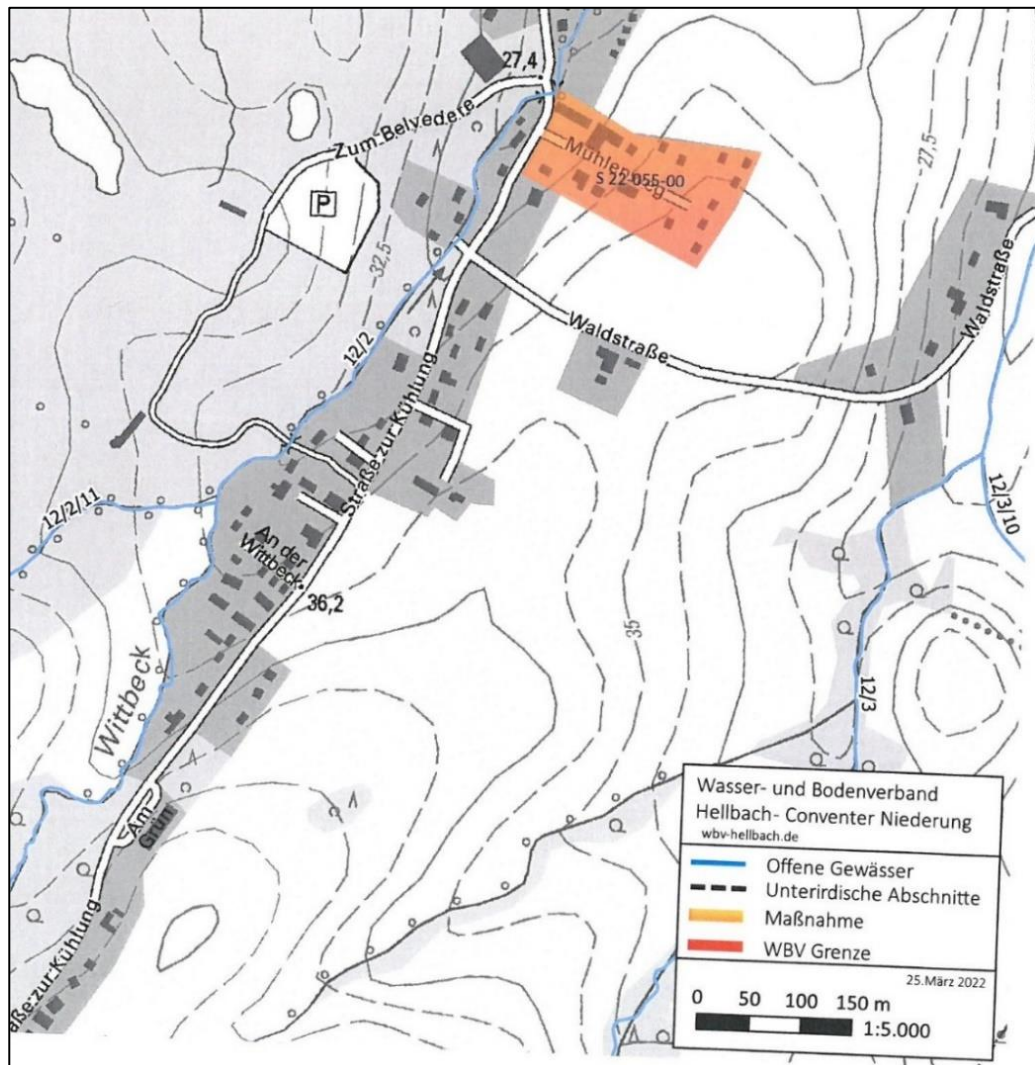 27,4
Zum Belvedere
Mühlenweg
S 22-055-00
27,5
P
32,5
Waldstraße
Waldstraße
12/2
Straße zur Kühlung
12/2/11
12/3/10
An der
Wittbeck
36,2
35
Wittbeck
12/3
Am
Grün
aße zur Kühlung
Wasser- und Bodenverband
Hellbach- Conventer Niederung
wbv-hellbach.de
Offene Gewässer
Unterirdische Abschnitte
Maßnahme
WBV Grenze
25.März 2022
0 50 100 150 m
1:5.000